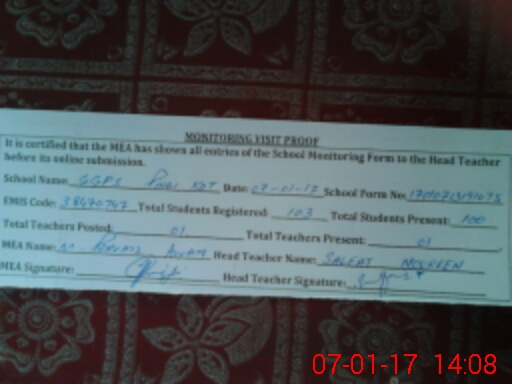 MONITORING VISIT PROOF
It is certified that the MEA has shown all entries of the School Monitoring Form to the Head Teacher
before its online submission.
School Name: GGPS Date: 07-01-17 School Form No:
EMIS Code: Total Students Registered: 103 Total Students Present: 100
Total Teachers Posted: 01 Total Teachers Present: 01
MEA Name: Head Teacher Name:
MEA Signature: Head Teacher Signature:
07-01-17 14:08